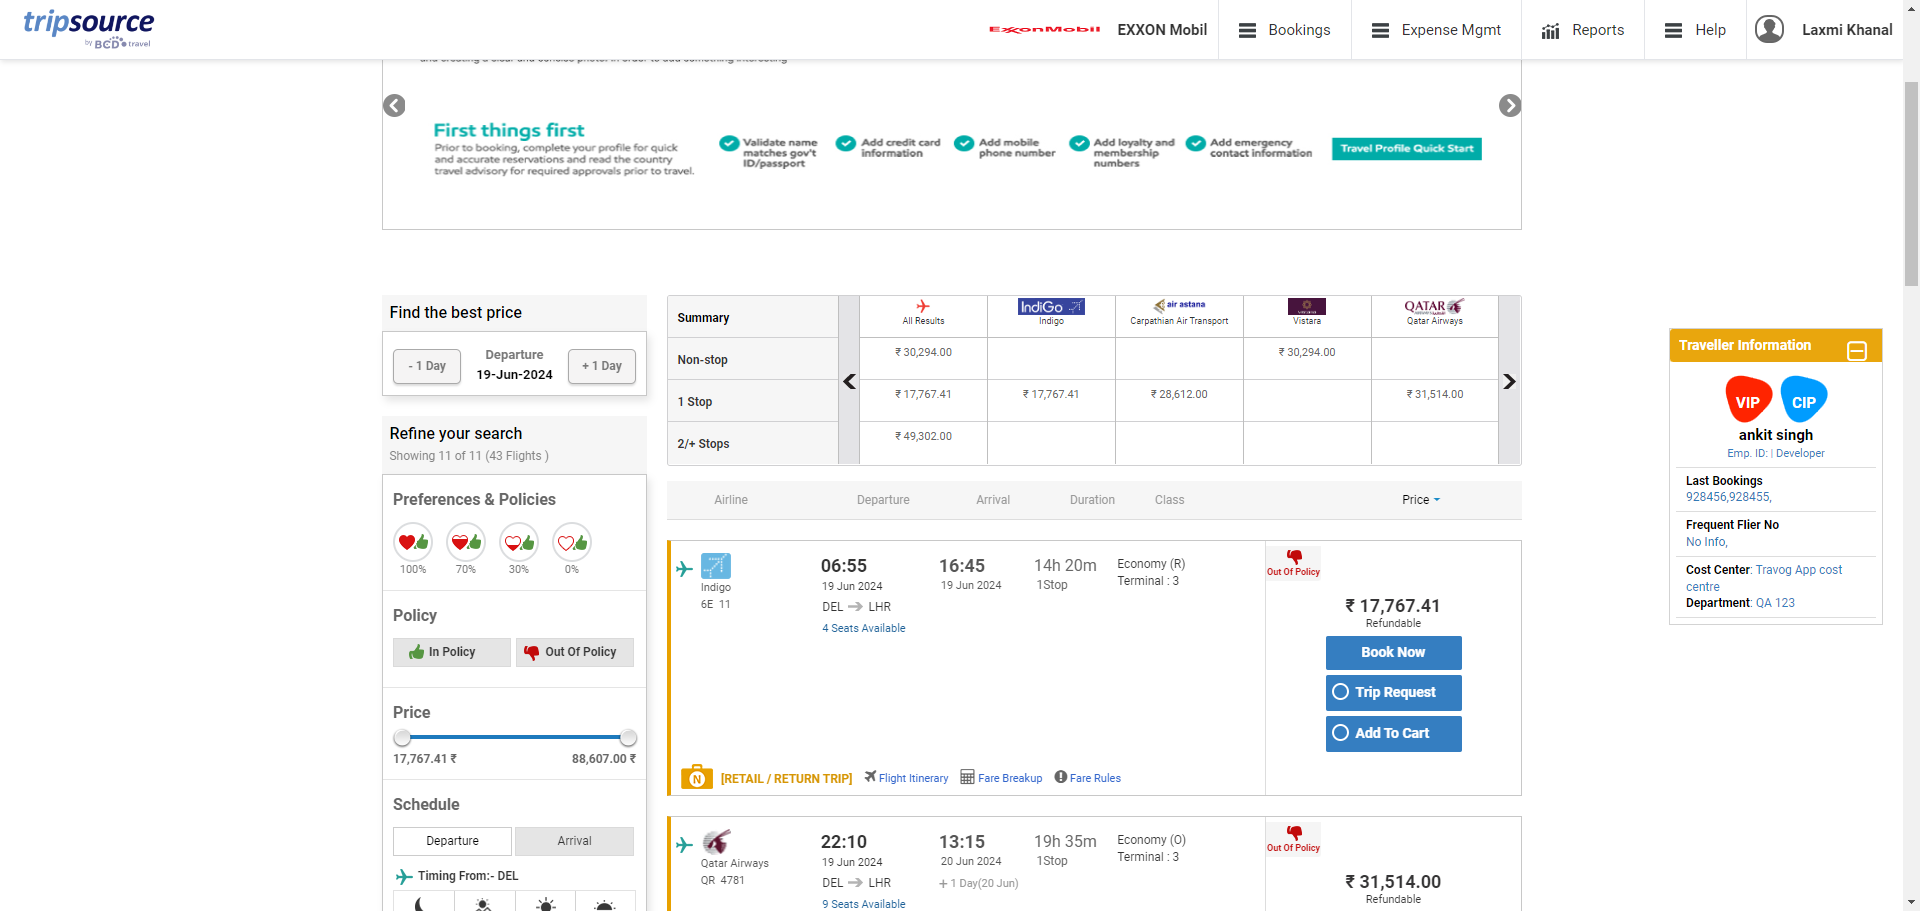 tripsource
by BCD travel
ExxonMobil
EXXON Mobil
Bookings
Expense Mgmt
Reports
Help
Laxmi Khanal
and creating a clear and concise photo. In order to add something interesting
First things first
Prior to booking, complete your profile for quick
and accurate reservations and read the country
travel advisory for required approvals prior to travel.
Validate name
matches gov't
ID/passport
Add credit card
information
Add mobile
phone number
Add loyalty and
membership
numbers
Add emergency
contact information
Travel Profile Quick Start
Find the best price
- 1 Day
Departure
19-Jun-2024
+ 1 Day
Refine your search
Showing 11 of 11 (43 Flights )
Preferences & Policies
100%
70%
30%
0%
Policy
In Policy
Out Of Policy
Price
17,767.41 ₹
88,607.00 ₹
Schedule
Departure
Arrival
Timing From:- DEL
Summary
All Results
IndiGo
Indigo
air astana
Carpathian Air Transport
Vistara
QATAR
Qatar Airways
Non-stop
₹ 30,294.00
₹ 30,294.00
1 Stop
₹ 17,767.41
₹ 17,767.41
₹ 28,612.00
₹ 31,514.00
2/+ Stops
₹ 49,302.00
Airline
Departure
Arrival
Duration
Class
Price
Indigo
6E 11
06:55
19 Jun 2024
DEL LHR
4 Seats Available
16:45
19 Jun 2024
14h 20m
1Stop
Economy (R)
Terminal : 3
Out Of Policy
₹ 17,767.41
Refundable
Book Now
Trip Request
Add To Cart
N
[RETAIL / RETURN TRIP]
Flight Itinerary
Fare Breakup
Fare Rules
Qatar Airways
QR 4781
22:10
19 Jun 2024
DEL LHR
9 Seats Available
13:15
20 Jun 2024
+ 1 Day(20 Jun)
19h 35m
1Stop
Economy (O)
Terminal : 3
Out Of Policy
₹ 31,514.00
Refundable
Traveller Information
VIP
CIP
ankit singh
Emp. ID: | Developer
Last Bookings
928456,928455,
Frequent Flier No
No Info,
Cost Center: Travog App cost
centre
Department: QA 123